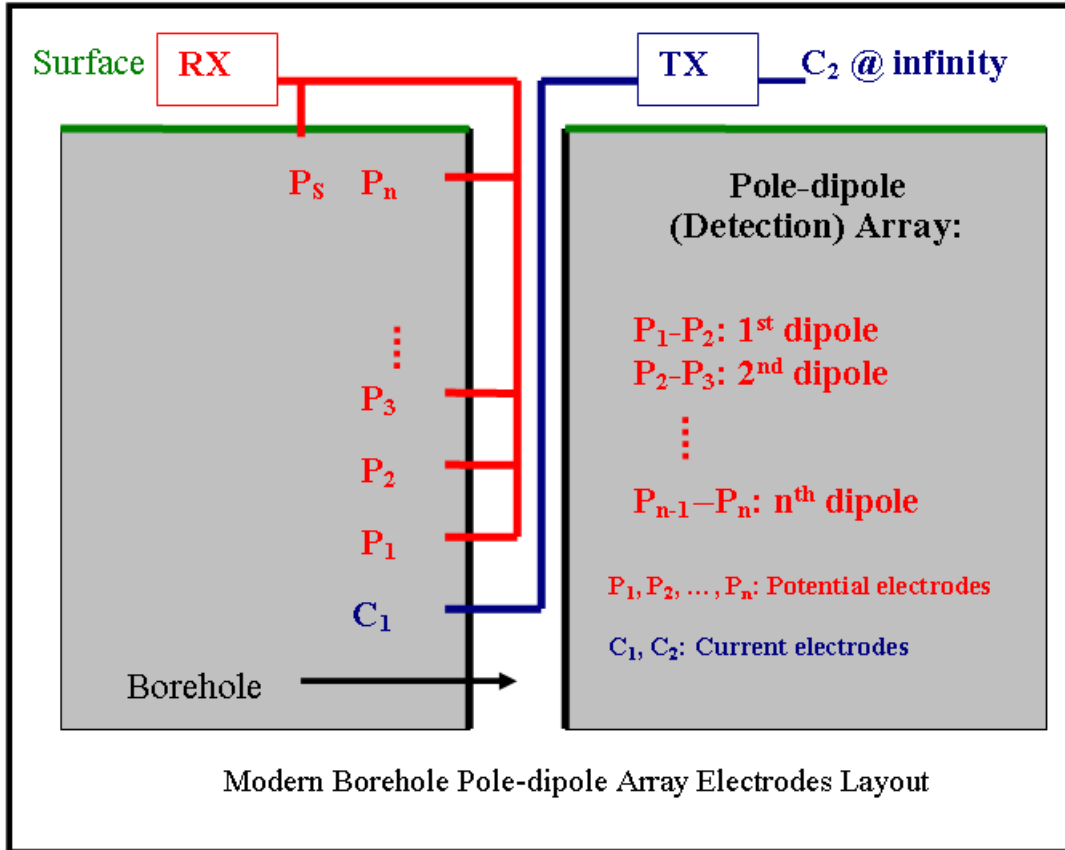 Surface RX TX C₂ @ infinity
Pₛ Pₙ
Pole-dipole
(Detection) Array:
P₁-P₂: 1ˢᵗ dipole
P₂-P₃: 2ⁿᵈ dipole
P₃
P₂
Pₙ₋₁–Pₙ: nᵗʰ dipole
P₁
P₁, P₂, ..., Pₙ: Potential electrodes
C₁
C₁, C₂: Current electrodes
Borehole
Modern Borehole Pole-dipole Array Electrodes Layout